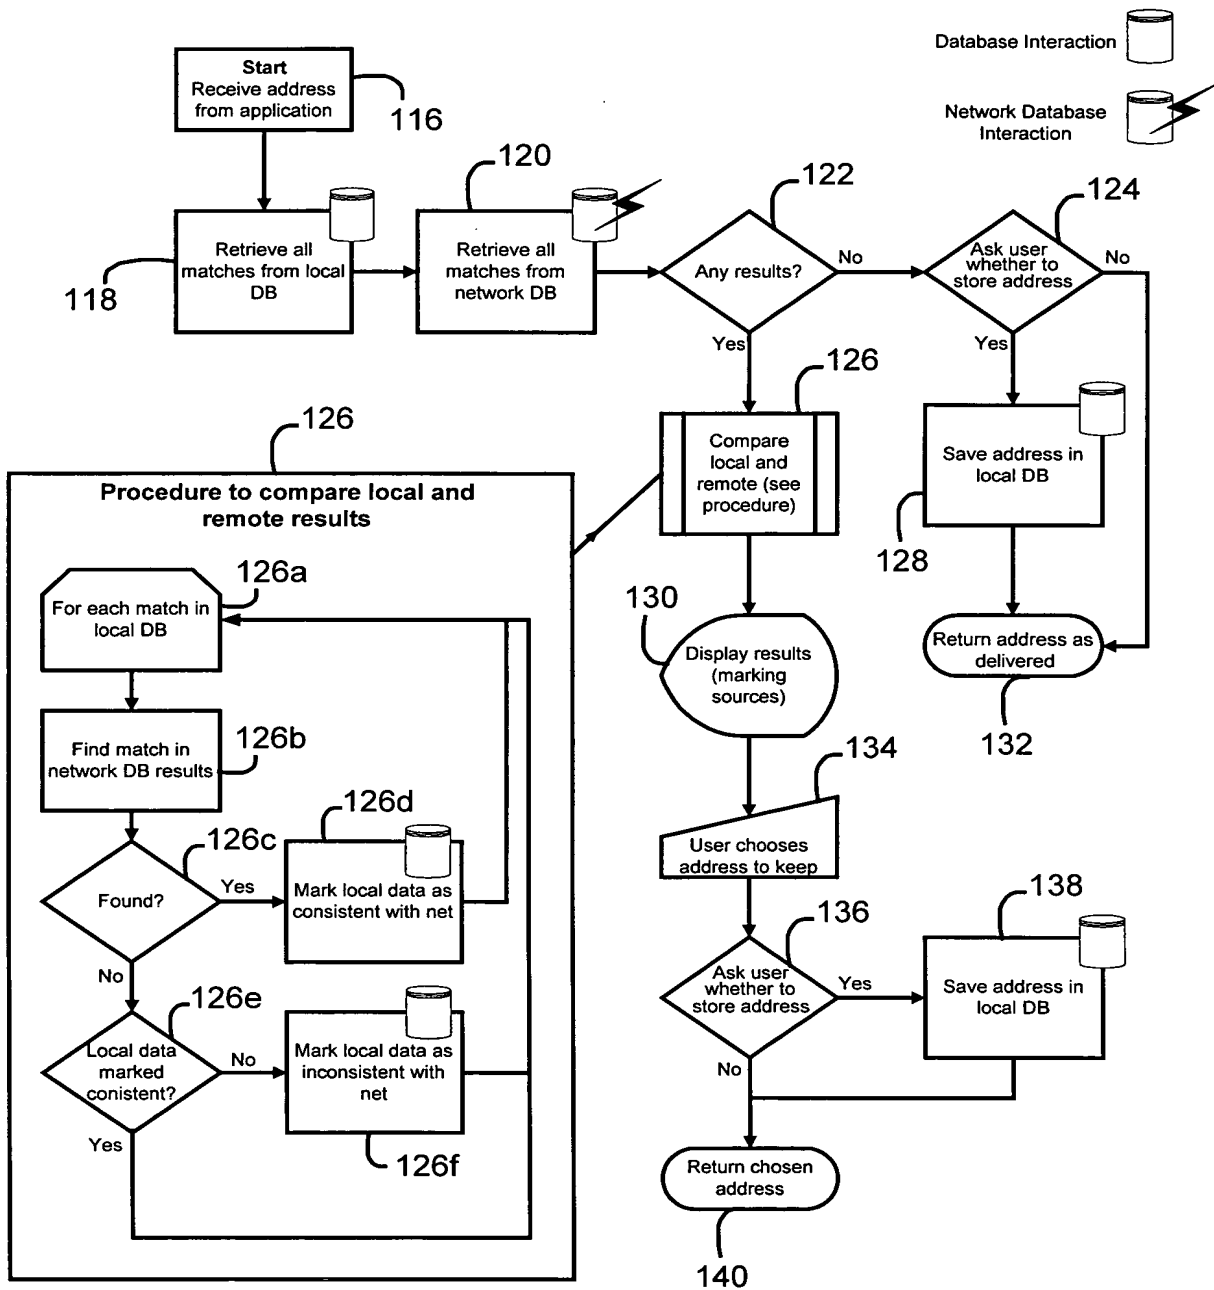 Database Interaction
Network Database
Interaction
Start
Receive address
from application
116
Retrieve all
matches from local
DB
118
120
Retrieve all
matches from
network DB
122
Any results?
No
Yes
124
Ask user
whether to
store address
No
Yes
126
Compare
local and
remote (see
procedure)
Save address in
local DB
128
130
Display results
(marking
sources)
Return address as
delivered
132
134
User chooses
address to keep
136
Ask user
whether to
store address
Yes
No
138
Save address in
local DB
Return chosen
address
140
126
Procedure to compare local and
remote results
126a
For each match in
local DB
Find match in
network DB results
126b
126c
Found?
Yes
No
126d
Mark local data as
consistent with net
126e
Local data
marked
conistent?
No
Yes
Mark local data as
inconsistent with
net
126f